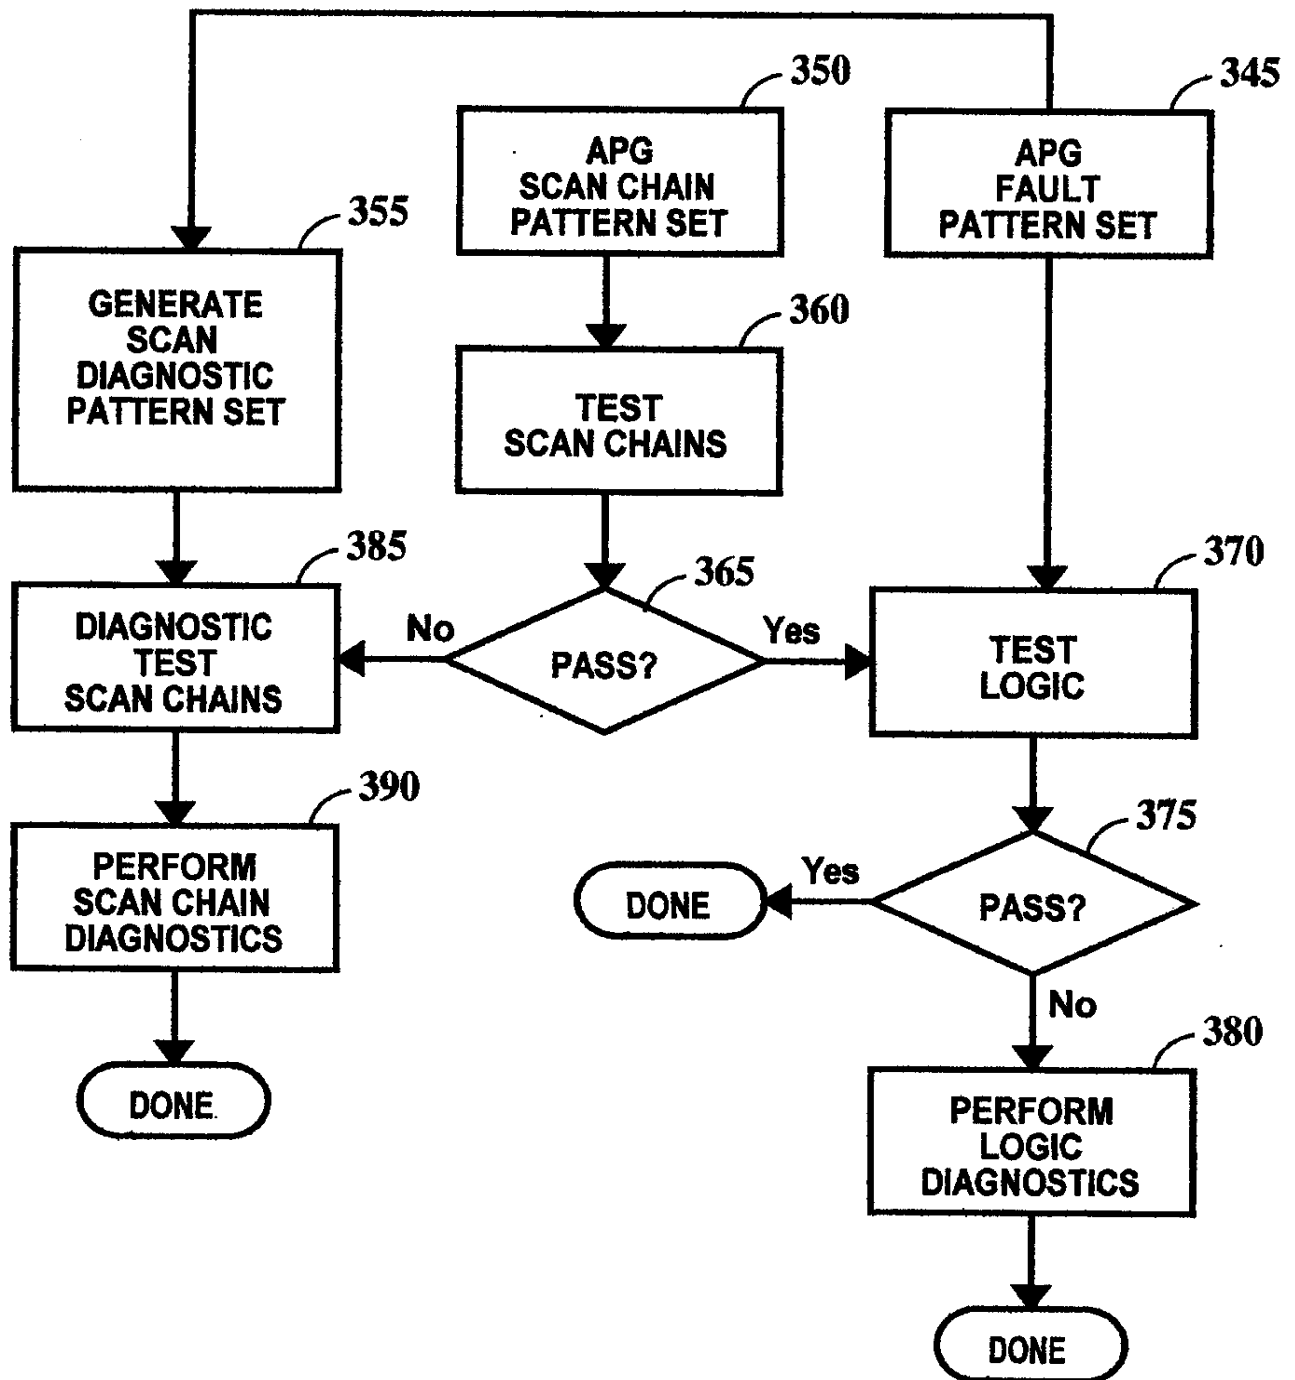 350
345
APG
SCAN CHAIN
PATTERN SET
APG
FAULT
PATTERN SET
355
GENERATE
SCAN
DIAGNOSTIC
PATTERN SET
360
TEST
SCAN CHAINS
385
DIAGNOSTIC
TEST
SCAN CHAINS
No
365
PASS?
Yes
370
TEST
LOGIC
390
PERFORM
SCAN CHAIN
DIAGNOSTICS
DONE
375
PASS?
Yes
DONE
No
380
PERFORM
LOGIC
DIAGNOSTICS
DONE